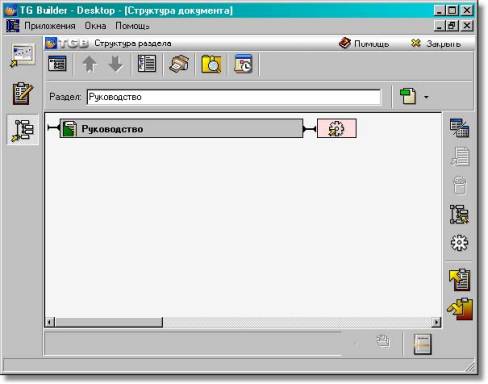 TG Builder - Desktop - [Структура документа]
Приложения Окна Помощь
TGB Структура раздела Помощь Закрыть
Раздел: Руководство
Руководство